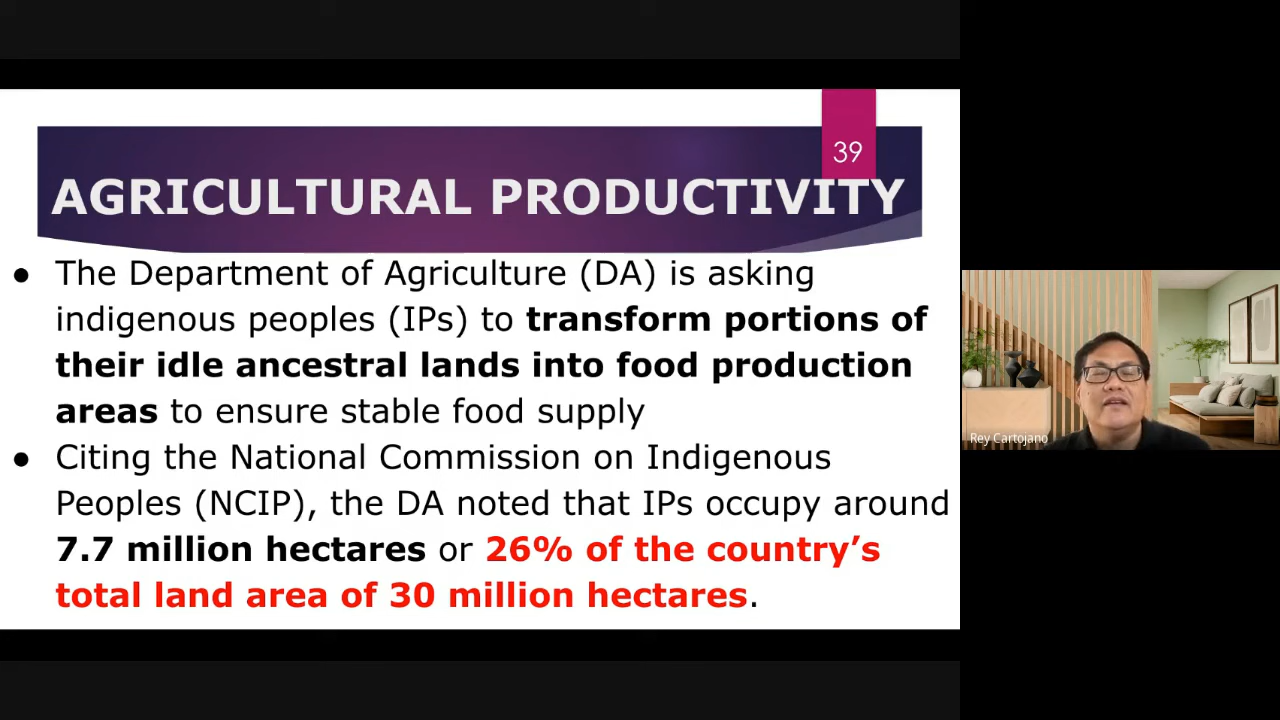 39
AGRICULTURAL PRODUCTIVITY
● The Department of Agriculture (DA) is asking
indigenous peoples (IPs) to transform portions of
their idle ancestral lands into food production
areas to ensure stable food supply
● Citing the National Commission on Indigenous
Peoples (NCIP), the DA noted that IPs occupy around
7.7 million hectares or 26% of the country’s
total land area of 30 million hectares.
Rey Cartojano